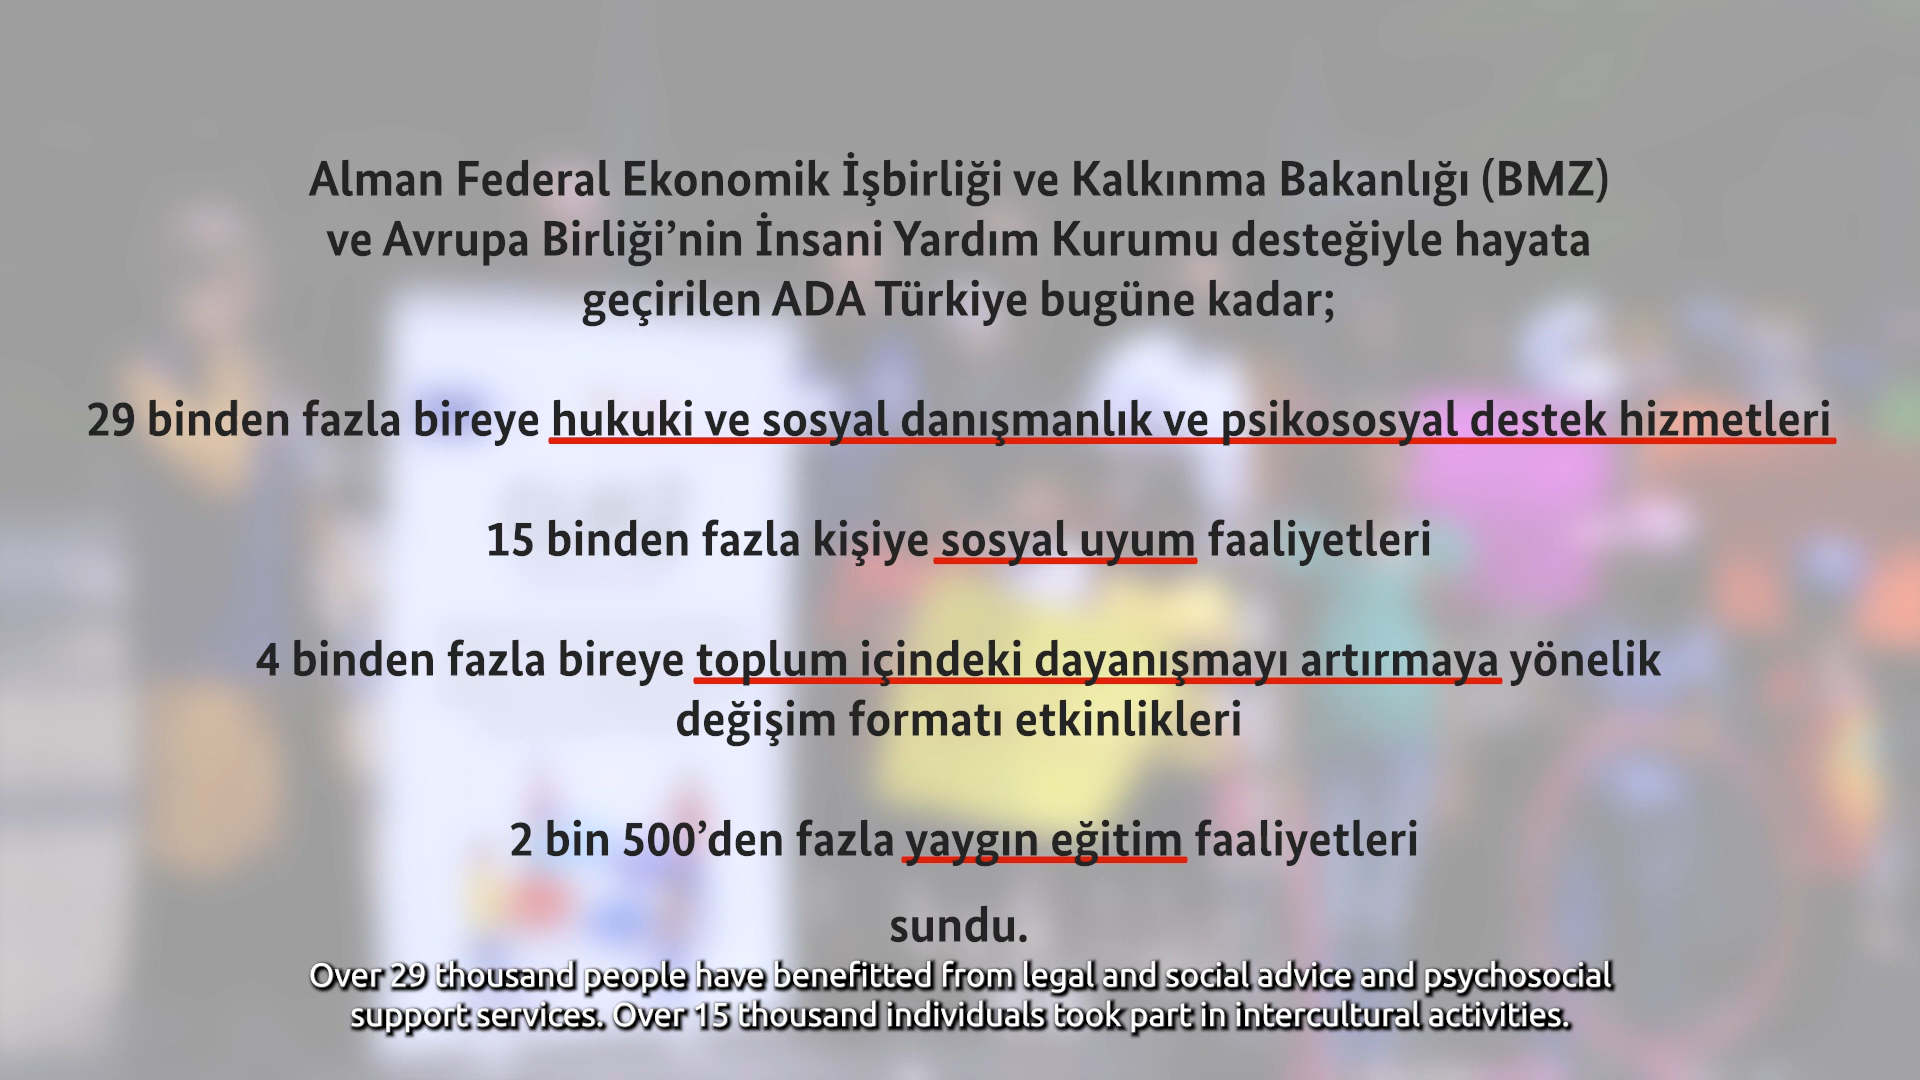 Alman Federal Ekonomik İşbirliği ve Kalkınma Bakanlığı (BMZ)
ve Avrupa Birliği’nin İnsani Yardım Kurumu desteğiyle hayata
geçirilen ADA Türkiye bugüne kadar;
29 binden fazla bireye hukuki ve sosyal danışmanlık ve psikososyal destek hizmetleri
15 binden fazla kişiye sosyal uyum faaliyetleri
4 binden fazla bireye toplum içindeki dayanışmayı artırmaya yönelik
değişim formatı etkinlikleri
2 bin 500’den fazla yaygın eğitim faaliyetleri
sundu.
Over 29 thousand people have benefitted from legal and social advice and psychosocial
support services. Over 15 thousand individuals took part in intercultural activities.